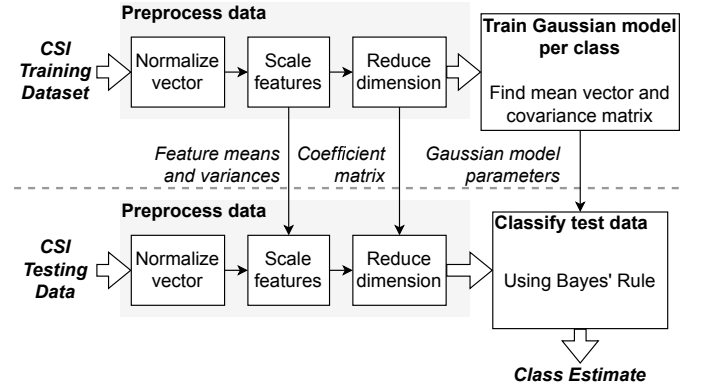 Preprocess data
CSI
Training
Dataset
Normalize
vector
Scale
features
Reduce
dimension
Train Gaussian model
per class
Find mean vector and
covariance matrix
Feature means
and variances
Coefficient
matrix
Gaussian model
parameters
Preprocess data
CSI
Testing
Data
Normalize
vector
Scale
features
Reduce
dimension
Classify test data
Using Bayes' Rule
Class Estimate